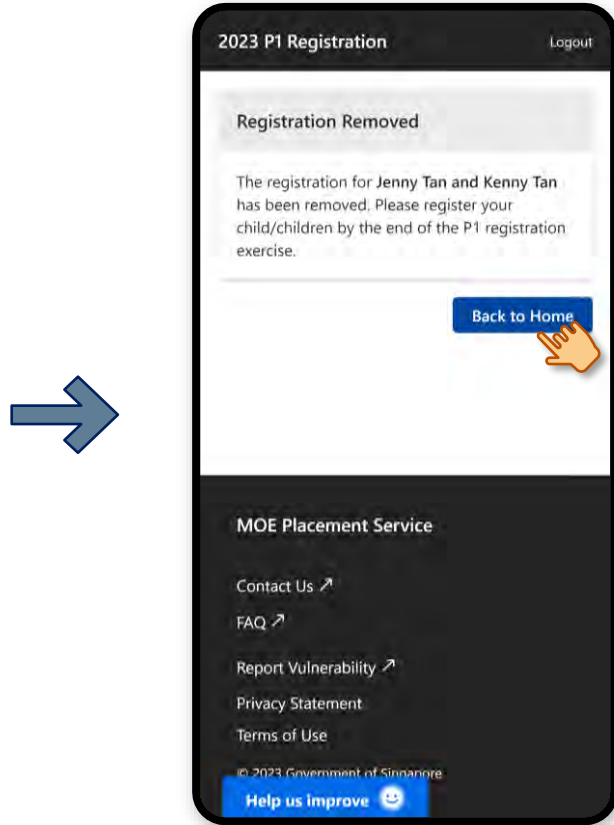 2023 P1 Registration Logout
Registration Removed
The registration for Jenny Tan and Kenny Tan
has been removed. Please register your
child/children by the end of the P1 registration
exercise.
Back to Home
MOE Placement Service
Contact Us ↗
FAQ ↗
Report Vulnerability ↗
Privacy Statement
Terms of Use
© 2023 Government of Singapore
Help us improve